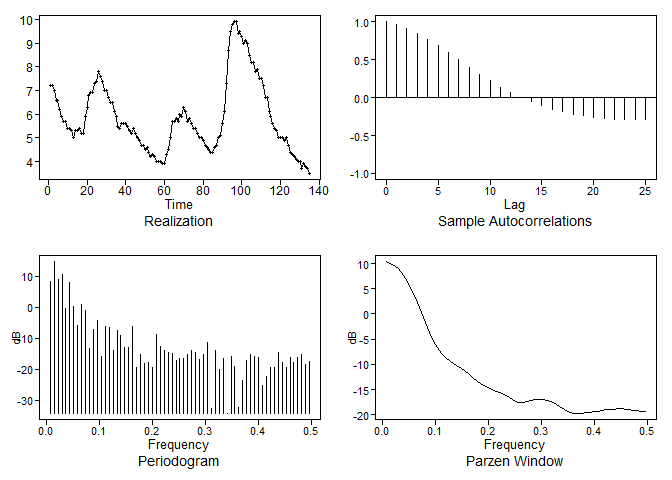 10
9
8
7
6
5
4
0 20 40 60 80 100 120 140
Time
Realization
1.0
0.5
0.0
-0.5
-1.0
0 5 10 15 20 25
Lag
Sample Autocorrelations
10
0
-10
-20
-30
dB
0.0 0.1 0.2 0.3 0.4 0.5
Frequency
Periodogram
10
5
0
-5
-10
-15
-20
dB
0.0 0.1 0.2 0.3 0.4 0.5
Frequency
Parzen Window